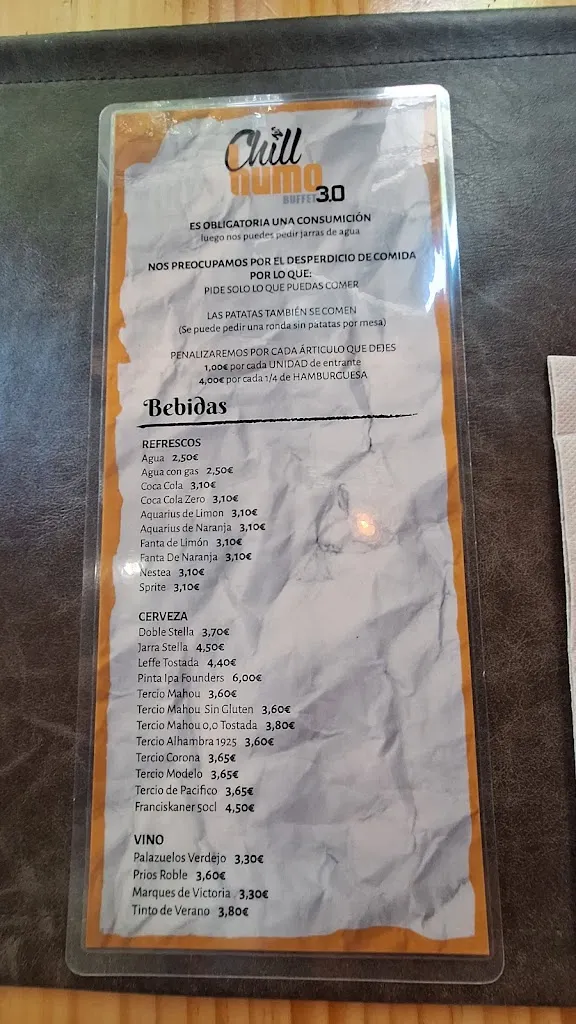 Chill
humo
BUFFET 3.0
ES OBLIGATORIA UNA CONSUMICIÓN
luego nos puedes pedir jarras de agua
NOS PREOCUPAMOS POR EL DESPERDICIO DE COMIDA
POR LO QUE:
PIDE SOLO LO QUE PUEDAS COMER
LAS PATATAS TAMBIÉN SE COMEN
(Se puede pedir una ronda sin patatas por mesa)
PENALIZAREMOS POR CADA ÁRTICULO QUE DEJES
1,00€ por cada UNIDAD de entrante
4,00€ por cada 1/4 de HAMBURGUESA
Bebidas
REFRESCOS
Agua 2,50€
Agua con gas 2,50€
Coca Cola 3,10€
Coca Cola Zero 3,10€
Aquarius de Limon 3,10€
Aquarius de Naranja 3,10€
Fanta de Limón 3,10€
Fanta De Naranja 3,10€
Nestea 3,10€
Sprite 3,10€
CERVEZA
Doble Stella 3,70€
Jarra Stella 4,50€
Leffe Tostada 4,40€
Pinta Ipa Founders 6,00€
Tercio Mahou 3,60€
Tercio Mahou Sin Gluten 3,60€
Tercio Mahou 0,0 Tostada 3,80€
Tercio Alhambra 1925 3,60€
Tercio Corona 3,65€
Tercio Modelo 3,65€
Tercio de Pacifico 3,65€
Franciskaner 50cl 4,50€
VINO
Palazuelos Verdejo 3,30€
Prios Roble 3,60€
Marques de Victoria 3,30€
Tinto de Verano 3,80€